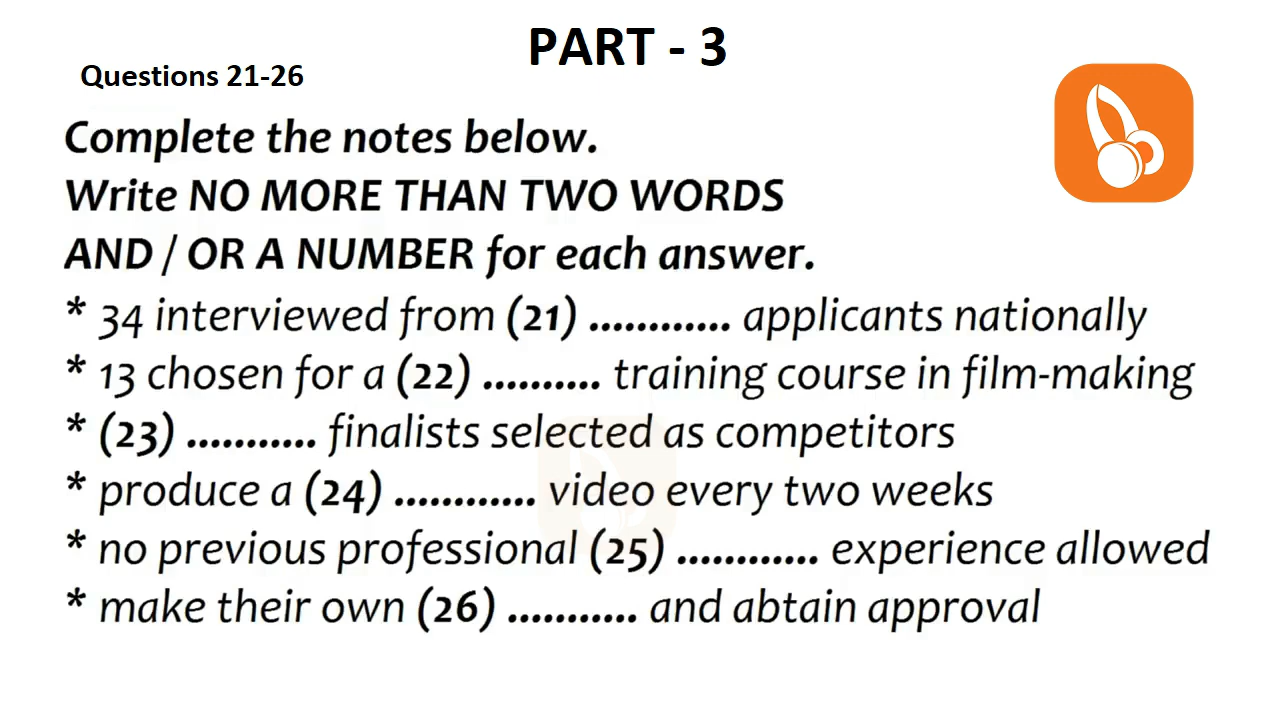 PART - 3
Questions 21-26
Complete the notes below.
Write NO MORE THAN TWO WORDS
AND / OR A NUMBER for each answer.
* 34 interviewed from (21) ............ applicants nationally
* 13 chosen for a (22) .......... training course in film-making
* (23) ........... finalists selected as competitors
* produce a (24) ............ video every two weeks
* no previous professional (25) ............ experience allowed
* make their own (26) ........... and abtain approval